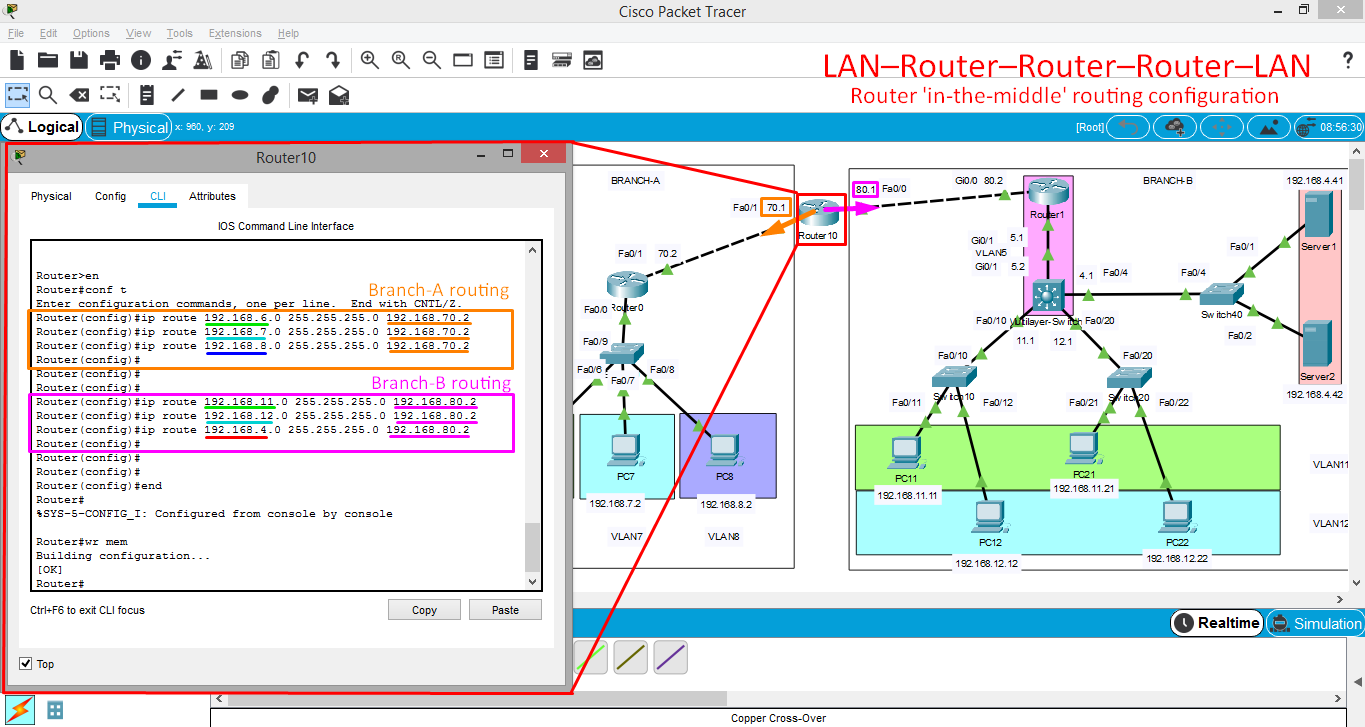 Cisco Packet Tracer
File Edit Options View Tools Extensions Help
LAN–Router–Router–Router–LAN
Router 'in-the-middle' routing configuration
?
Logical Physical x: 960, y: 209 [Root] 08:56:30
Router10
Physical Config CLI Attributes
IOS Command Line Interface
Router>en
Router#conf t
Branch-A routing
Enter configuration commands, one per line. End with CNTL/Z.
Router(config)#ip route 192.168.6.0 255.255.255.0 192.168.70.2
Router(config)#ip route 192.168.7.0 255.255.255.0 192.168.70.2
Router(config)#ip route 192.168.8.0 255.255.255.0 192.168.70.2
Router(config)#
Router(config)#
Branch-B routing
Router(config)#
Router(config)#ip route 192.168.11.0 255.255.255.0 192.168.80.2
Router(config)#ip route 192.168.12.0 255.255.255.0 192.168.80.2
Router(config)#ip route 192.168.4.0 255.255.255.0 192.168.80.2
Router(config)#
Router(config)#
Router(config)#
Router(config)#end
Router#
%SYS-5-CONFIG_I: Configured from console by console
Router#wr mem
Building configuration...
[OK]
Router#
Ctrl+F6 to exit CLI focus
Copy Paste
Top
BRANCH-A
Fa0/1 70.1
Router10
80.1 Fa0/0
Fa0/1 70.2
Router0
Fa0/0
Fa0/9
Fa0/6 Fa0/7 Fa0/8
PC7 PC8
192.168.7.2 192.168.8.2
VLAN7 VLAN8
BRANCH-B
Gi0/0 80.2
Router1
Gi0/1 5.1
VLAN5
Gi0/1 5.2
192.168.4.41
Server1
Fa0/1
4.1 Fa0/4 Fa0/4
Switch40
Fa0/2
Server2
192.168.4.42
Fa0/10 Fa0/20
11.1 12.1
Fa0/10 Fa0/20
Switch10 Switch20
Fa0/11 Fa0/12 Fa0/21 Fa0/22
PC11 PC21
192.168.11.11 192.168.11.21
VLAN11
PC12 PC22
192.168.12.12 192.168.12.22
VLAN12
Realtime Simulation
Copper Cross-Over